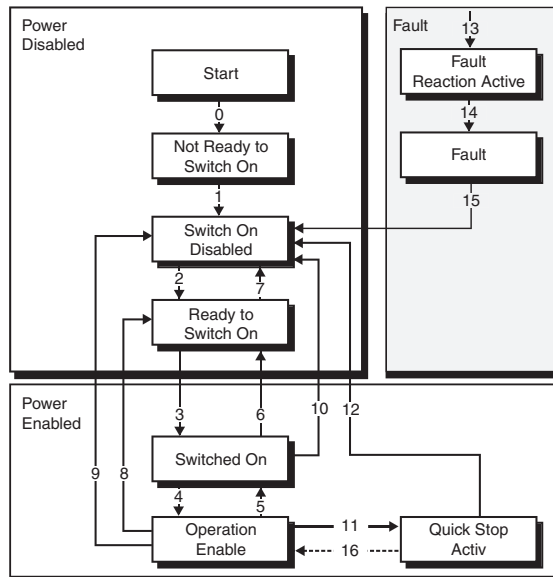 Power
Disabled
Start
0
Not Ready to
Switch On
1
Switch On
Disabled
2
7
Ready to
Switch On
Fault
13
Fault
Reaction Active
14
Fault
15
Power
Enabled
3
6
10
12
9
8
Switched On
4
5
Operation
Enable
11
16
Quick Stop
Activ